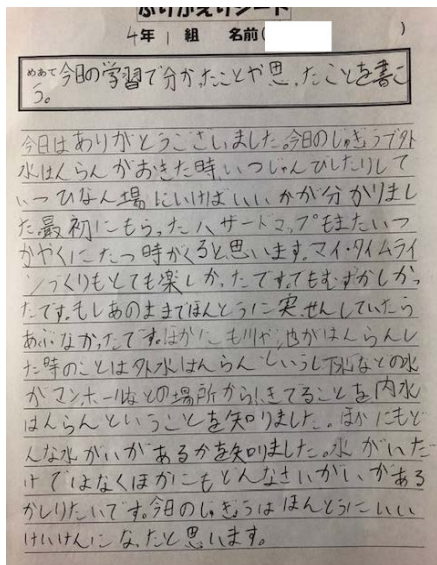 ふりかえりシート
4年 1 組 名前( )
めあて 今日の学習で分かったことや思ったことを書こ
う。
今日はありがとうございました。今日のじゅぎょうで外
水はんらんがおきた時、いつじゅんびしたりして
いつひなん場にいけばいいかが分かりまし
た。最初にもらったハザードマップもまたいつ
かやくにたつ時がくると思います。マイ・タイムライ
ンづくりもとても楽しかったです。でもむずかしかっ
たです。もしあのままでほんとうに実せんしていたら
あぶなかったです。ほかにも川や池がはんらんし
た時のことは外水はんらんというし下水などの水
がマンホールなどの場所から きてることを内水
はんらんということを知りました。ほかにもど
んな水がいがあるかを知りました。水がいだ
けではなくほかにもどんなさいがいがある
かしりたいです。今日のじゅぎょうはほんとうにいい
けいけんになったと思います。